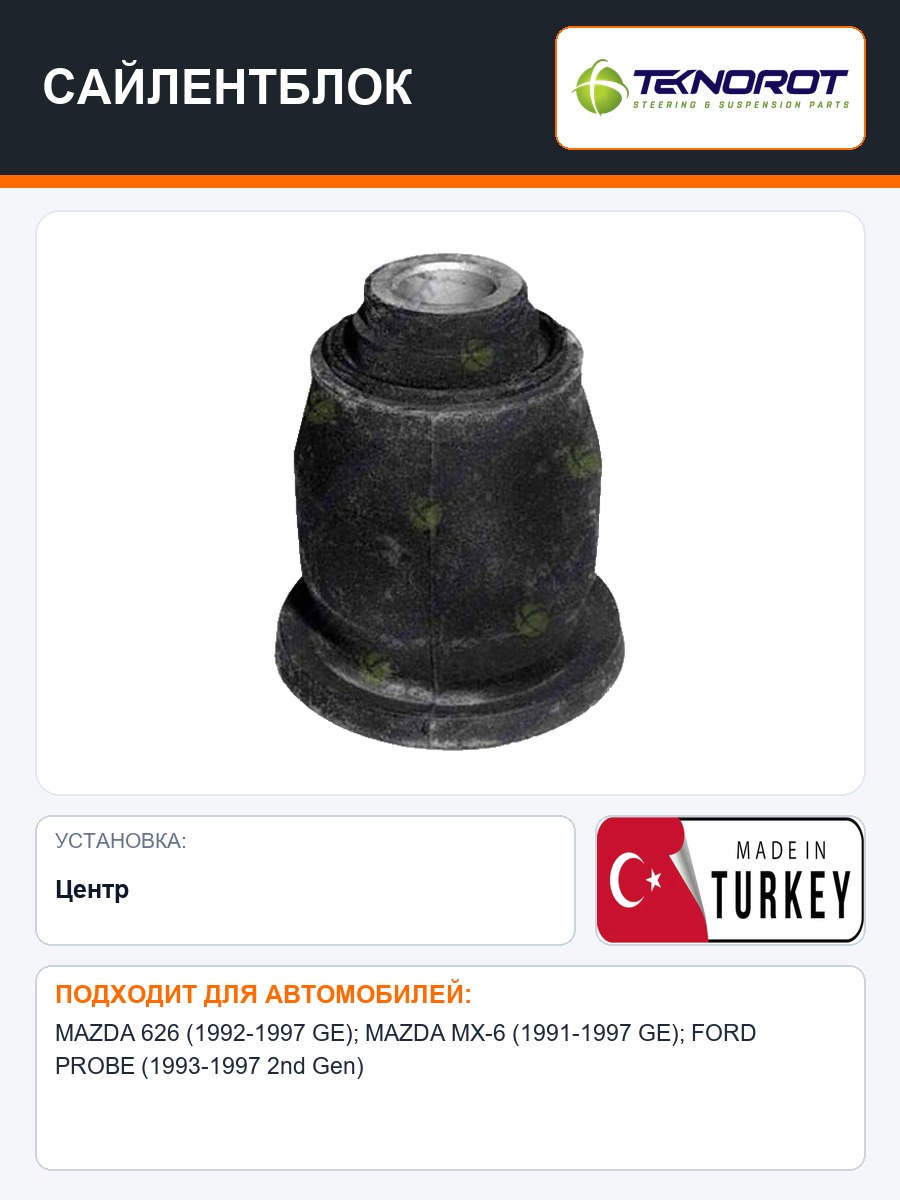 САЙЛЕНТБЛОК
TEKNOROT
STEERING & SUSPENSION PARTS
УСТАНОВКА:
Центр
MADE IN
TURKEY
ПОДХОДИТ ДЛЯ АВТОМОБИЛЕЙ:
MAZDA 626 (1992-1997 GE); MAZDA MX-6 (1991-1997 GE); FORD
PROBE (1993-1997 2nd Gen)